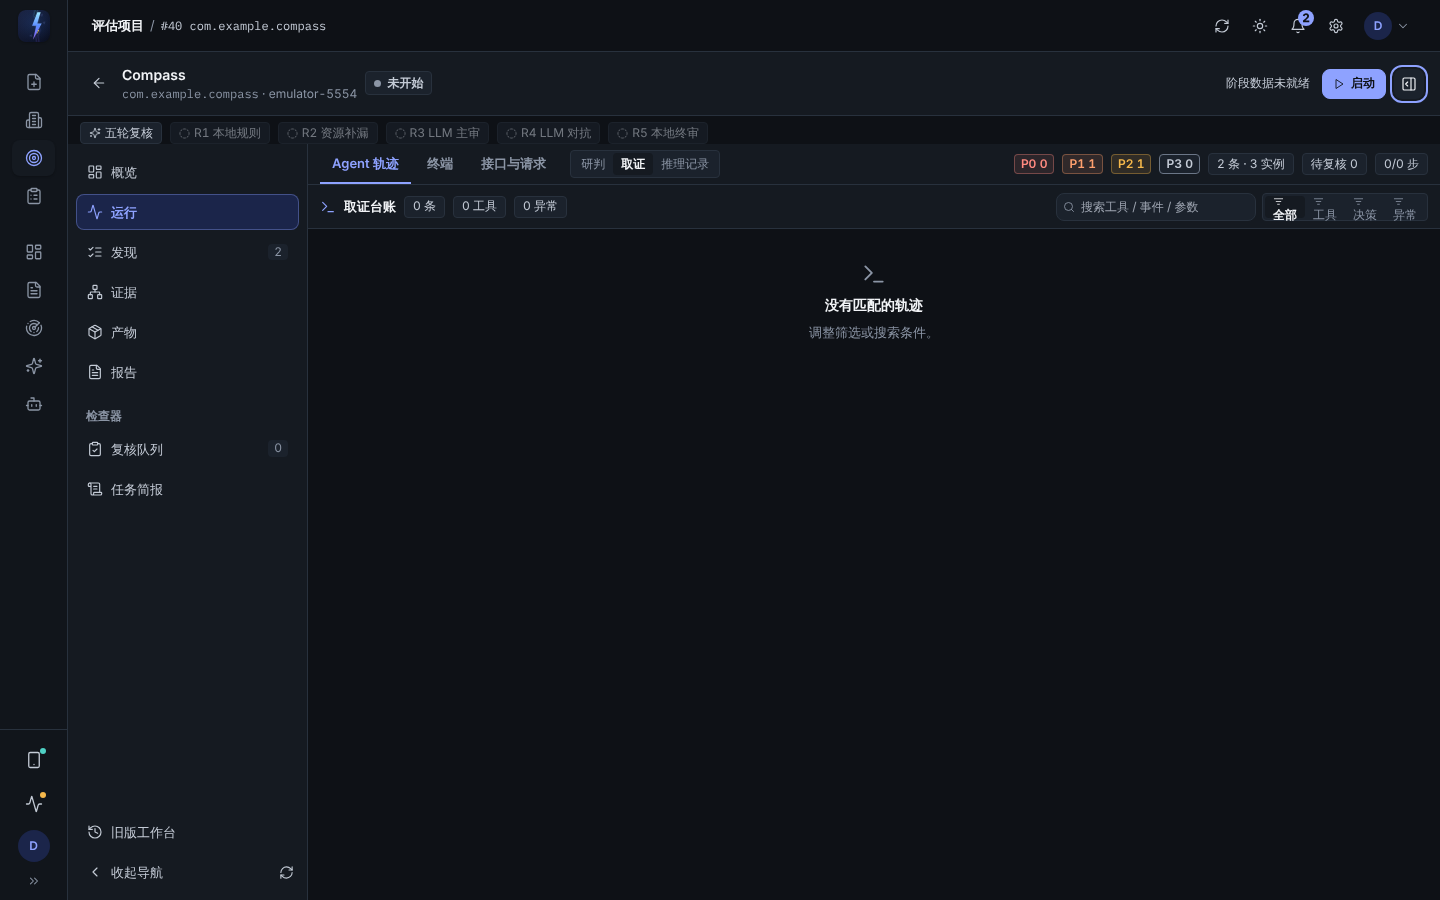 评估项目 / #40 com.example.compass
2
D
Compass
com.example.compass · emulator-5554
未开始
阶段数据未就绪
启动
五轮复核
R1 本地规则
R2 资源补漏
R3 LLM 主审
R4 LLM 对抗
R5 本地终审
概览
运行
发现 2
证据
产物
报告
检查器
复核队列 0
任务简报
旧版工作台
收起导航
Agent 轨迹
终端
接口与请求
研判
取证
推理记录
P0 0
P1 1
P2 1
P3 0
2 条 · 3 实例
待复核 0
0/0 步
取证台账
0 条
0 工具
0 异常
搜索工具 / 事件 / 参数
全部
工具
决策
异常
没有匹配的轨迹
调整筛选或搜索条件。
D